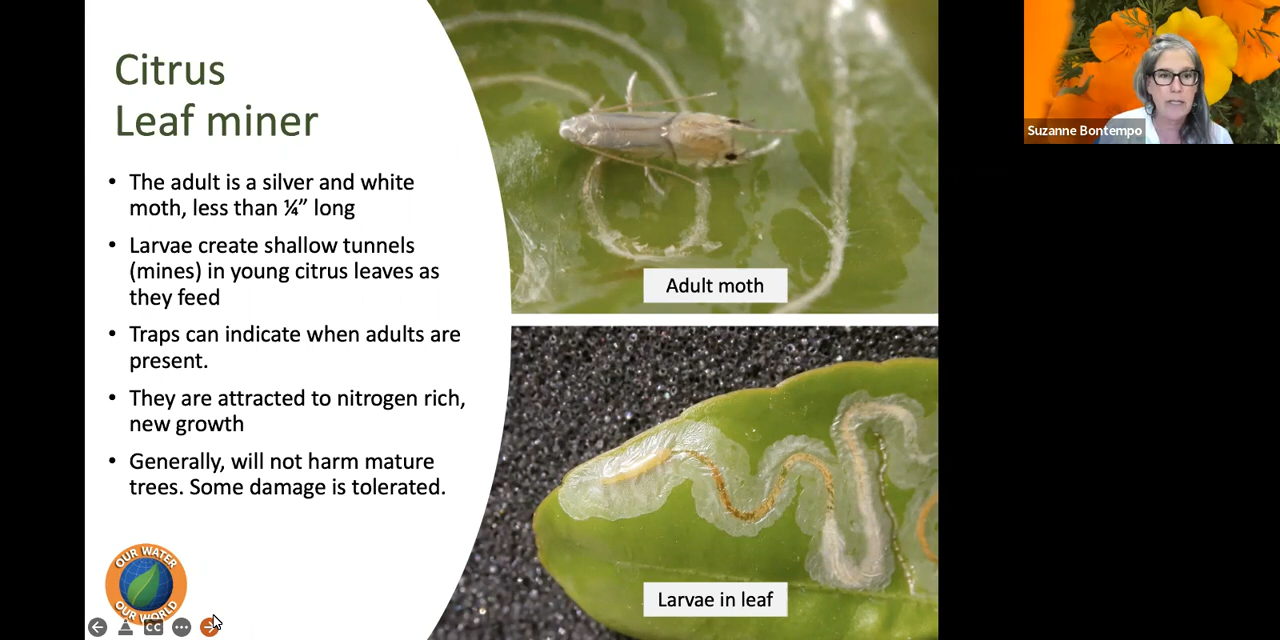 Citrus
Leaf miner
• The adult is a silver and white
moth, less than ¼” long
• Larvae create shallow tunnels
(mines) in young citrus leaves as
they feed
• Traps can indicate when adults are
present.
• They are attracted to nitrogen rich,
new growth
• Generally, will not harm mature
trees. Some damage is tolerated.
OUR WATER
OUR WORLD
CC
Adult moth
Larvae in leaf
Suzanne Bontempo